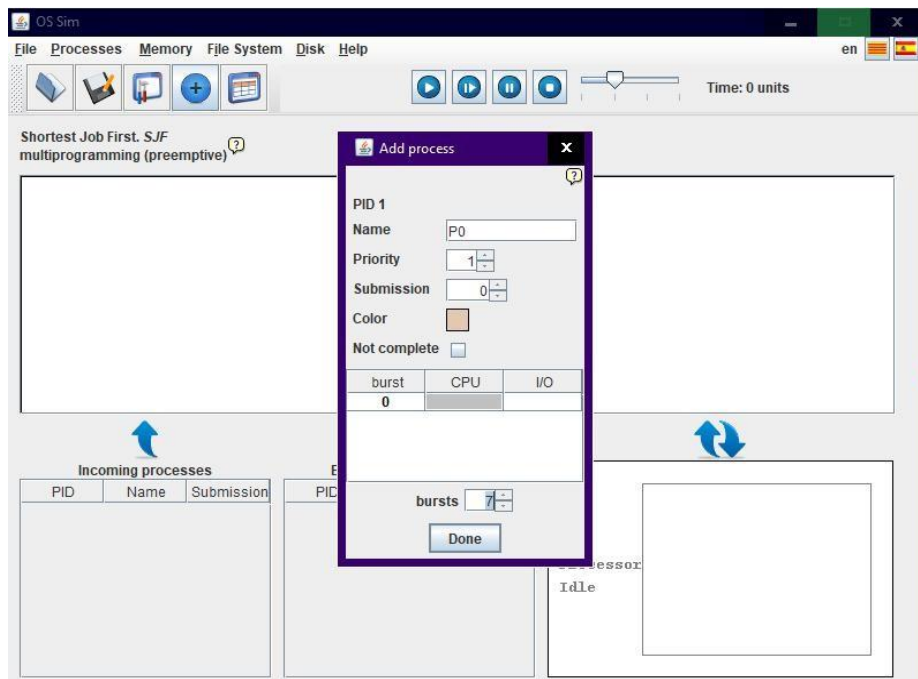 OS Sim
File Processes Memory File System Disk Help en
Time: 0 units
Shortest Job First. SJF
multiprogramming (preemptive)
Add process
PID 1
Name P0
Priority 1
Submission 0
Color
Not complete
burst CPU I/O
0
bursts 7
Done
Incoming processes
PID Name Submission
PID
Idle